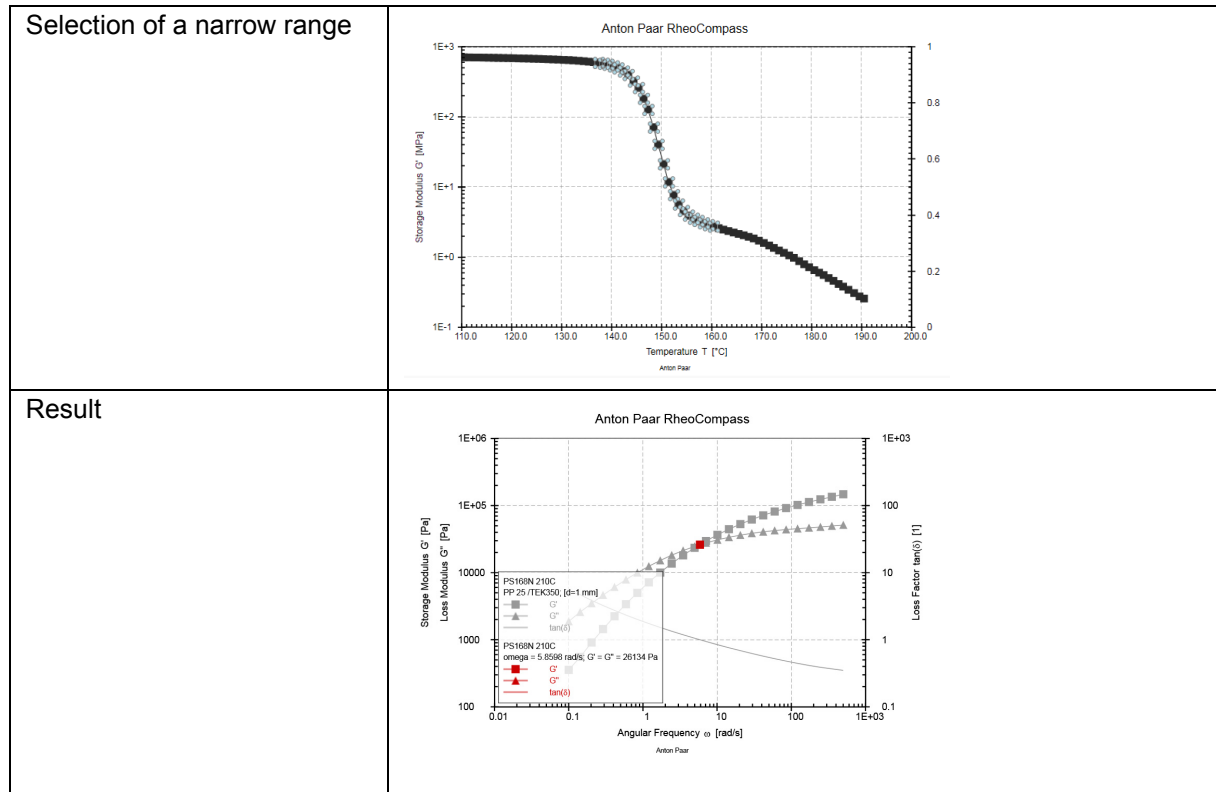 Selection of a narrow range
Anton Paar RheoCompass
1E+3
1E+2
1E+1
1E+0
1E-1
Storage Modulus G' [MPa]
1
0.8
0.6
0.4
0.2
0
110.0 120.0 130.0 140.0 150.0 160.0 170.0 180.0 190.0 200.0
Temperature T [°C]
Anton Paar
Result
Anton Paar RheoCompass
1E+06
1E+05
10000
1000
100
Storage Modulus G' [Pa]
Loss Modulus G'' [Pa]
1E+03
100
10
1
0.1
Loss Factor tan(δ) [1]
PS168N 210C
PP 25 /TEK350; [d=1 mm]
G'
G''
tan(δ)
PS168N 210C
omega = 5.8598 rad/s; G' = G'' = 26134 Pa
G'
G''
tan(δ)
0.01 0.1 1 10 100 1E+03
Angular Frequency ω [rad/s]
Anton Paar